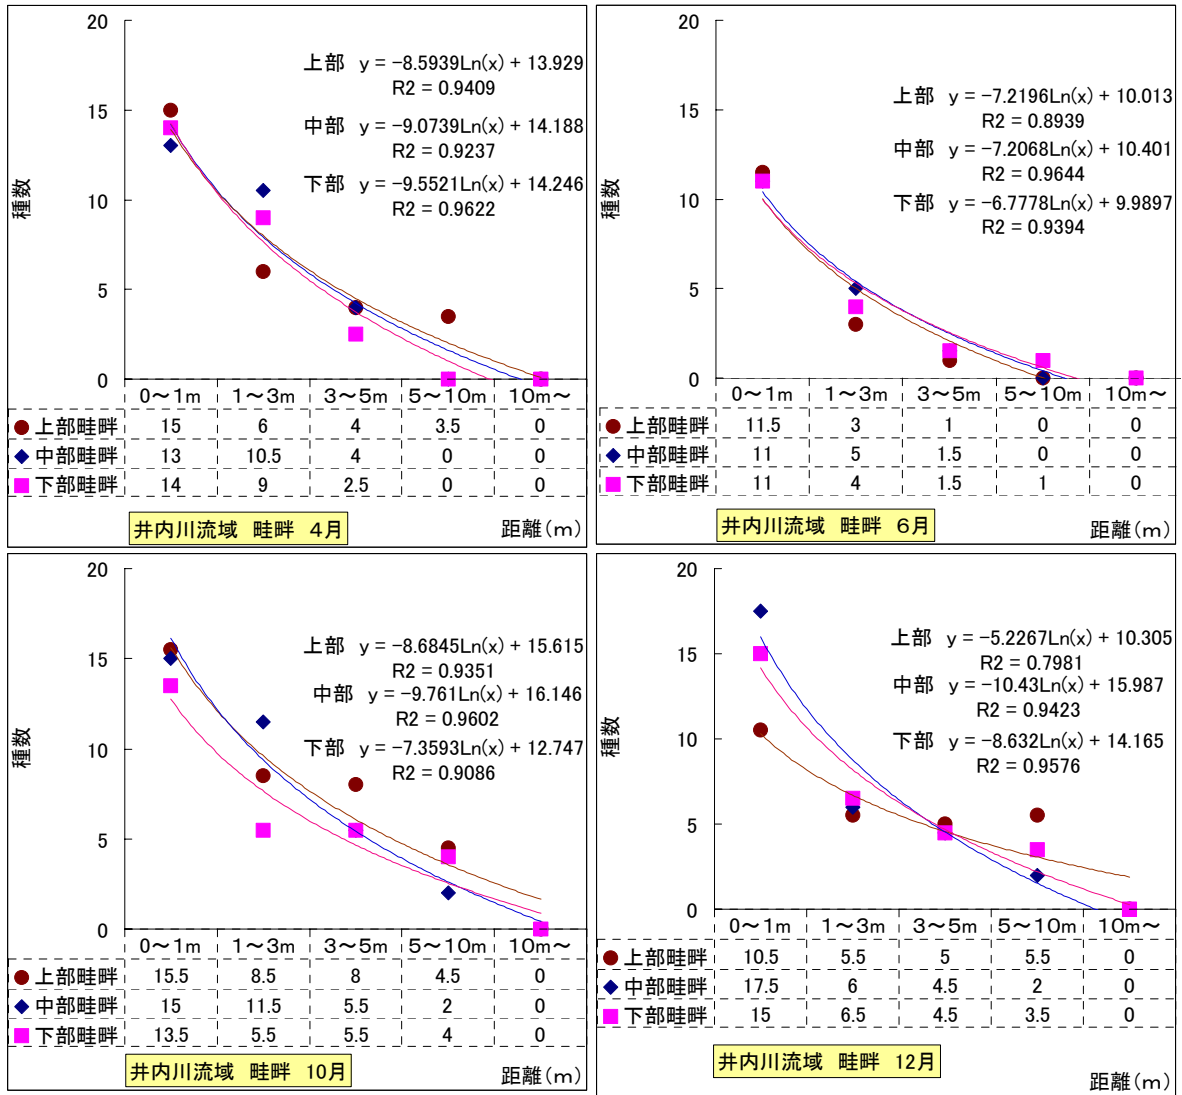 20
15
10
5
0
種数
上部 y = −8.5939Ln(x) + 13.929
R2 = 0.9409
中部 y = −9.0739Ln(x) + 14.188
R2 = 0.9237
下部 y = −9.5521Ln(x) + 14.246
R2 = 0.9622
0～1m 1～3m 3～5m 5～10m 10m～
上部畦畔 15 6 4 3.5 0
中部畦畔 13 10.5 4 0 0
下部畦畔 14 9 2.5 0 0
井内川流域 畦畔 4月
距離(m)
20
15
10
5
0
種数
上部 y = −7.2196Ln(x) + 10.013
R2 = 0.8939
中部 y = −7.2068Ln(x) + 10.401
R2 = 0.9644
下部 y = −6.7778Ln(x) + 9.9897
R2 = 0.9394
0～1m 1～3m 3～5m 5～10m 10m～
上部畦畔 11.5 3 1 0 0
中部畦畔 11 5 1.5 0 0
下部畦畔 11 4 1.5 1 0
井内川流域 畦畔 6月
距離(m)
20
15
10
5
0
種数
上部 y = −8.6845Ln(x) + 15.615
R2 = 0.9351
中部 y = −9.761Ln(x) + 16.146
R2 = 0.9602
下部 y = −7.3593Ln(x) + 12.747
R2 = 0.9086
0～1m 1～3m 3～5m 5～10m 10m～
上部畦畔 15.5 8.5 8 4.5 0
中部畦畔 15 11.5 5.5 2 0
下部畦畔 13.5 5.5 5.5 4 0
井内川流域 畦畔 10月
距離(m)
20
15
10
5
0
種数
上部 y = −5.2267Ln(x) + 10.305
R2 = 0.7981
中部 y = −10.43Ln(x) + 15.987
R2 = 0.9423
下部 y = −8.632Ln(x) + 14.165
R2 = 0.9576
0～1m 1～3m 3～5m 5～10m 10m～
上部畦畔 10.5 5.5 5 5.5 0
中部畦畔 17.5 6 4.5 2 0
下部畦畔 15 6.5 4.5 3.5 0
井内川流域 畦畔 12月
距離(m)